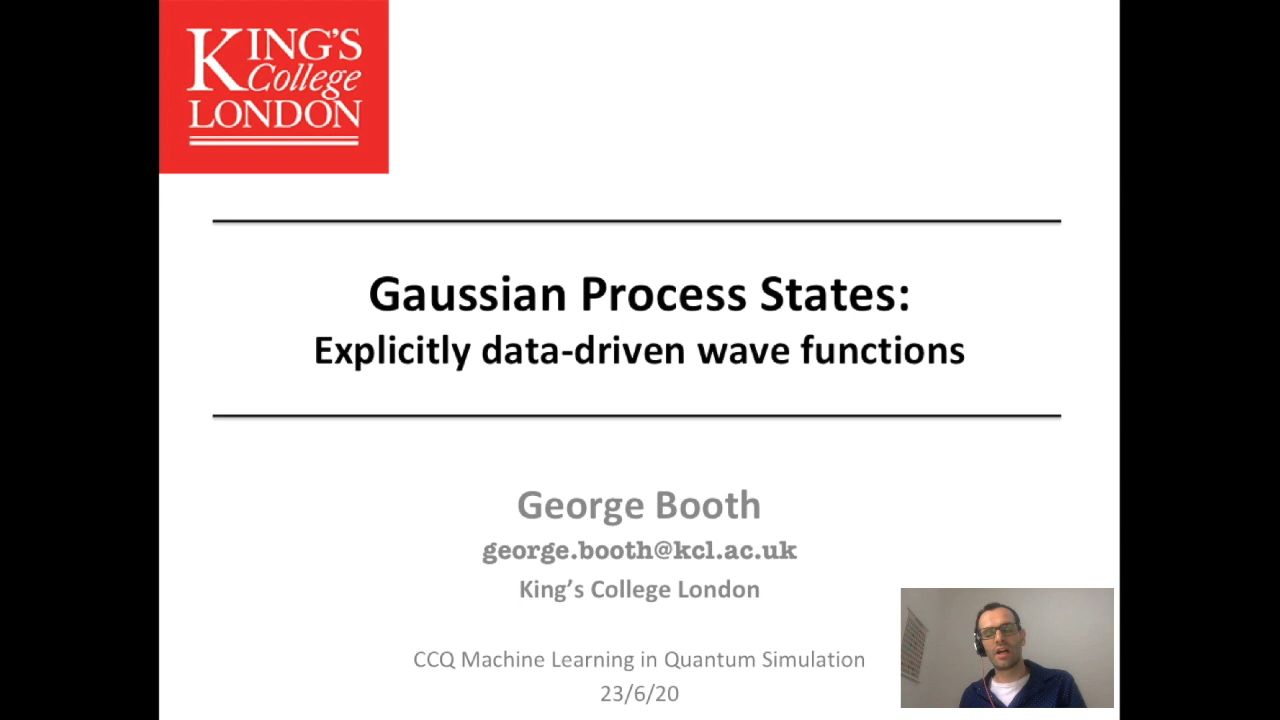 KING'S
College
LONDON
Gaussian Process States:
Explicitly data-driven wave functions
George Booth
george.booth@kcl.ac.uk
King's College London
CCQ Machine Learning in Quantum Simulation
23/6/20